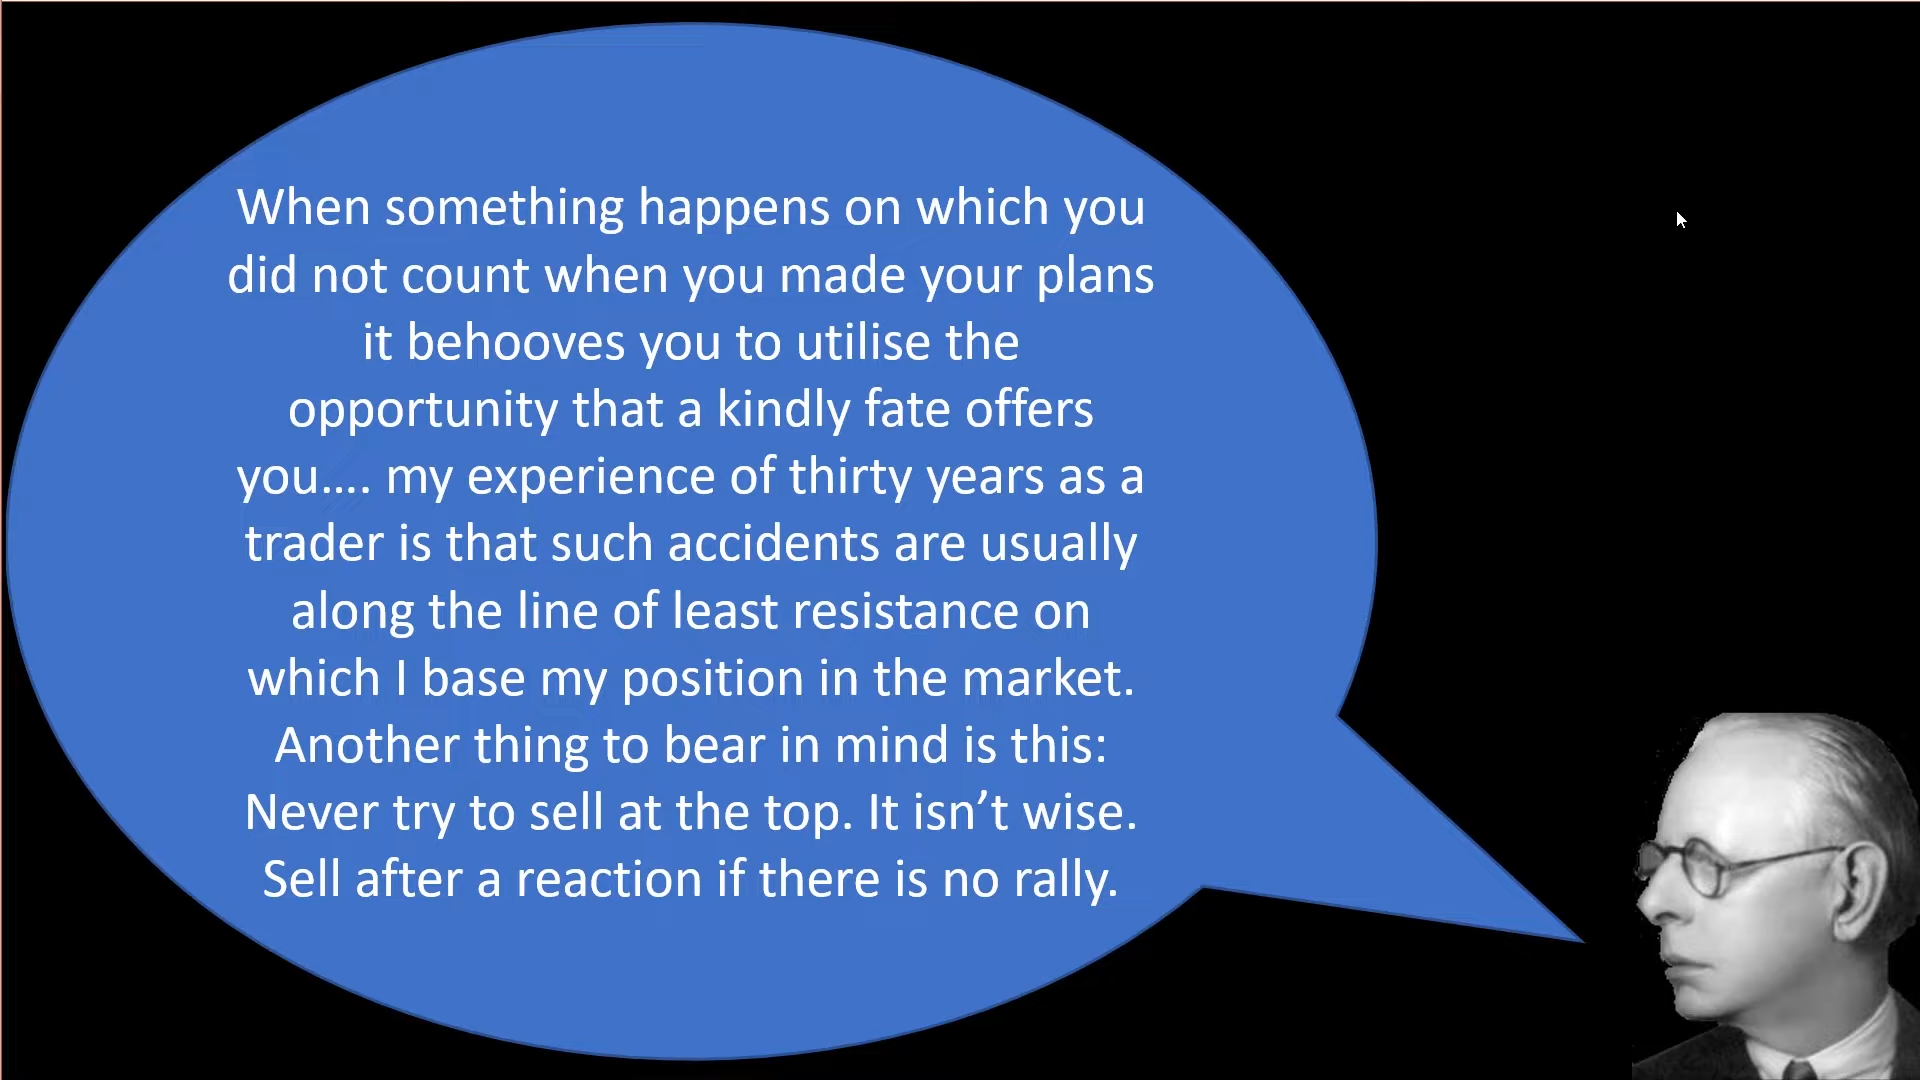 When something happens on which you
did not count when you made your plans
it behooves you to utilise the
opportunity that a kindly fate offers
you.... my experience of thirty years as a
trader is that such accidents are usually
along the line of least resistance on
which I base my position in the market.
Another thing to bear in mind is this:
Never try to sell at the top. It isn’t wise.
Sell after a reaction if there is no rally.